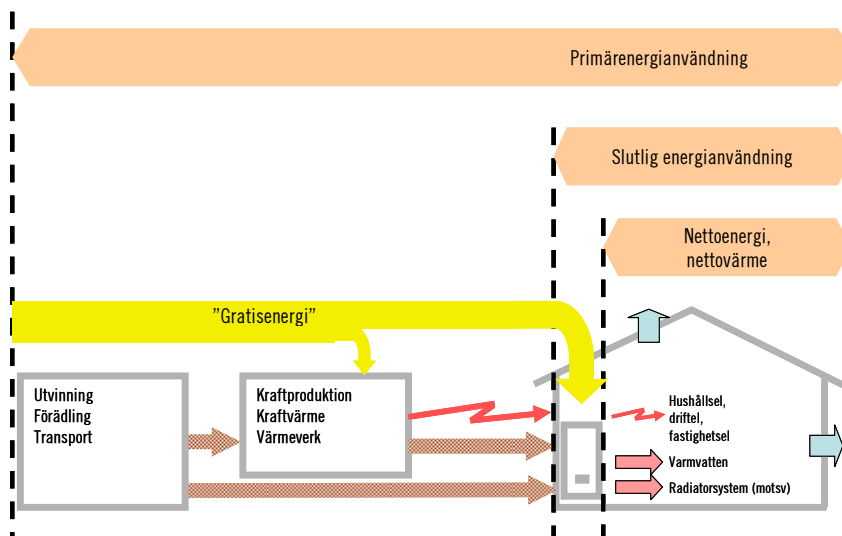 Primärenergianvändning
Slutlig energianvändning
Nettoenergi,
nettovärme
”Gratisenergi”
Utvinning
Förädling
Transport
Kraftproduktion
Kraftvärme
Värmeverk
Hushållsel,
driftel,
fastighetsel
Varmvatten
Radiatorsystem (motsv)